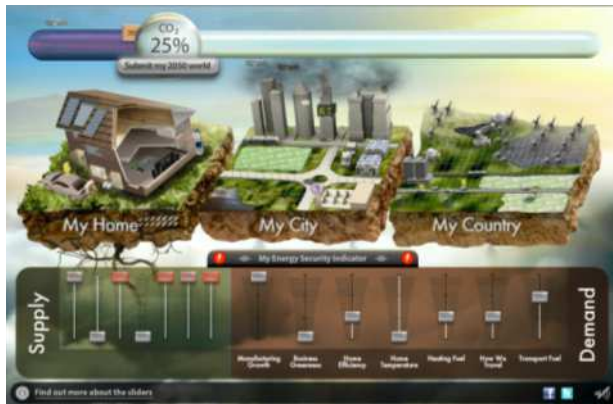 CO2
25%
Submit my 2050 world
My Home
My City
My Country
My Energy Security Indicator
Supply
Demand
Manufacturing
Growth
Business
Greenness
Home
Efficiency
Home
Temperature
Heating Fuel
How We
Travel
Transport Fuel
Find out more about the sliders